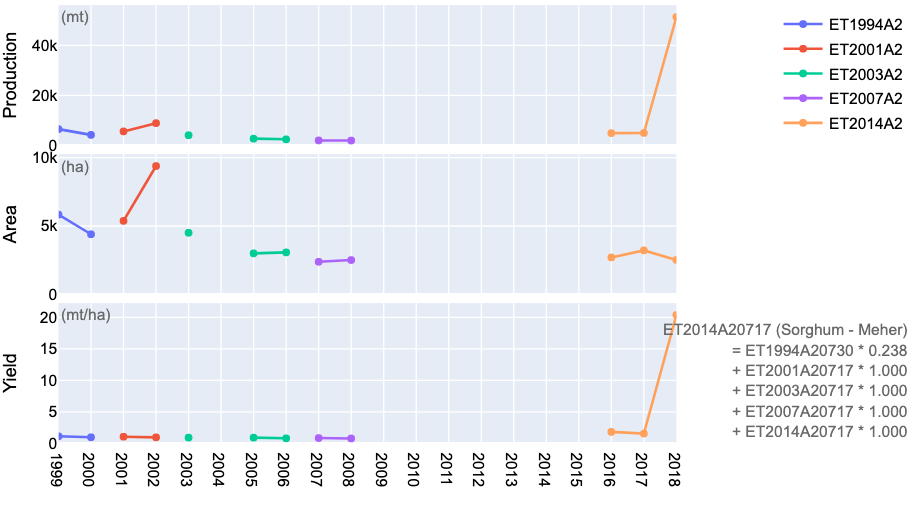 (mt)
Production
40k
20k
0
ET1994A2
ET2001A2
ET2003A2
ET2007A2
ET2014A2
(ha)
Area
10k
5k
0
(mt/ha)
Yield
20
15
10
5
0
ET2014A20717 (Sorghum - Meher)
= ET1994A20730 * 0.238
+ ET2001A20717 * 1.000
+ ET2003A20717 * 1.000
+ ET2007A20717 * 1.000
+ ET2014A20717 * 1.000
1999
2000
2001
2002
2003
2004
2005
2006
2007
2008
2009
2010
2011
2012
2013
2014
2015
2016
2017
2018